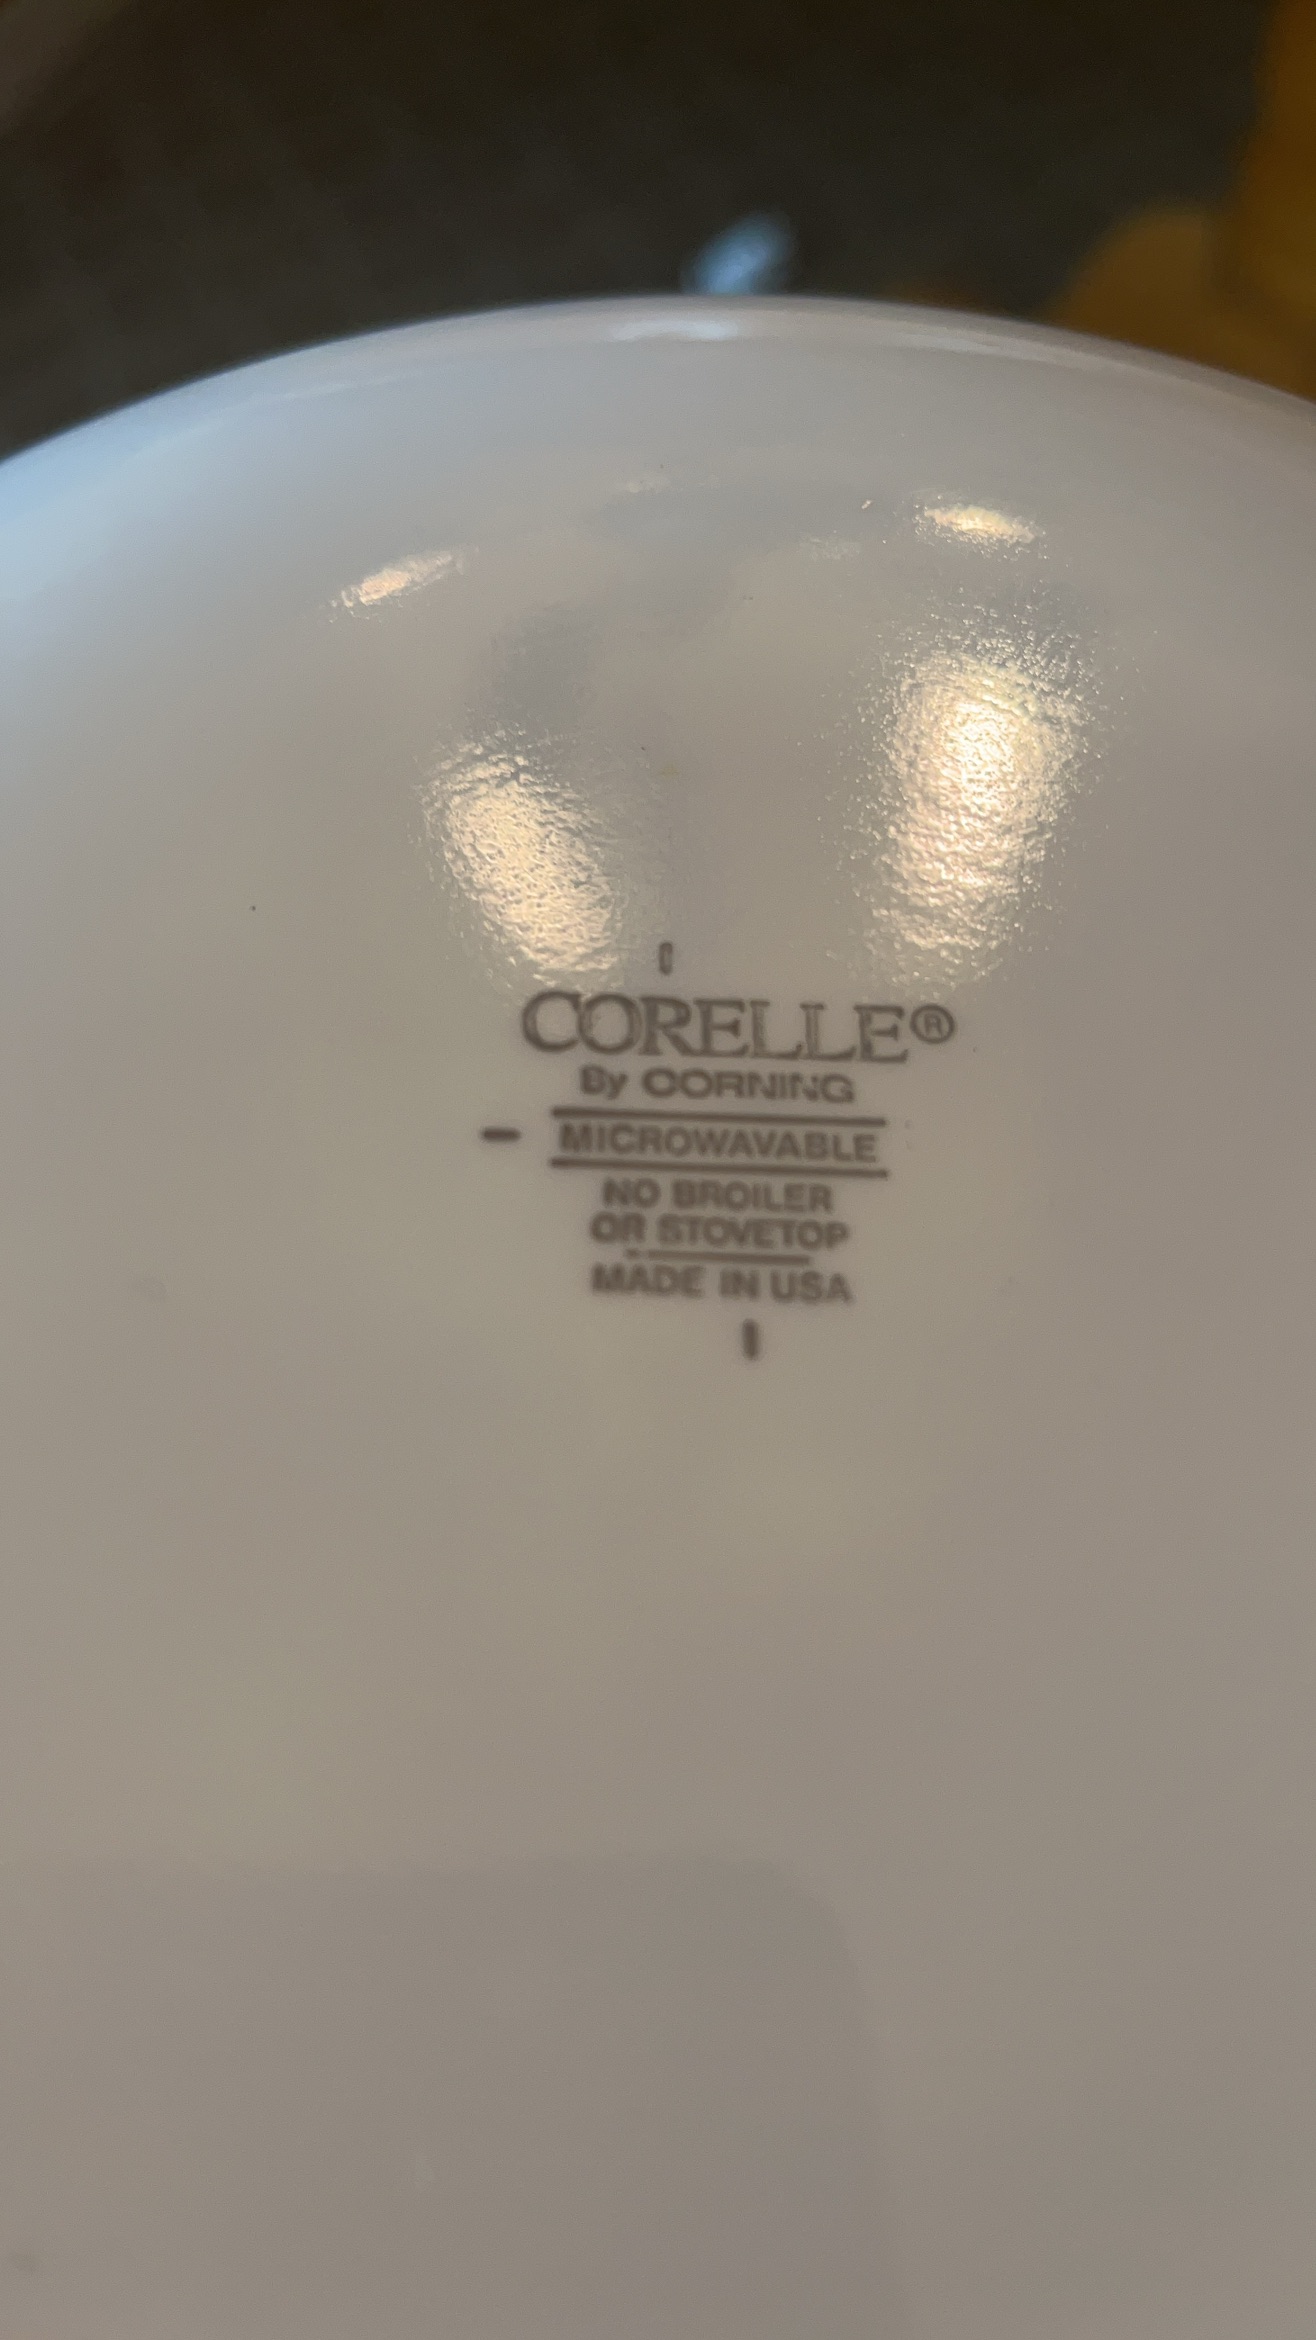 CORELLE®
By CORNING
MICROWAVABLE
NO BROILER
OR STOVETOP
MADE IN USA